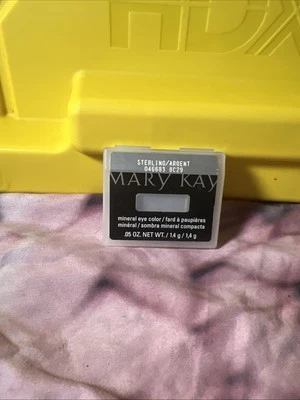 HDX
STERLING/ARGENT
046683 BC29
MARY KAY
mineral eye color / fard à paupières
minéral / sombra mineral compacta
.05 OZ. NET WT. / 1.4 g / 1,4 g